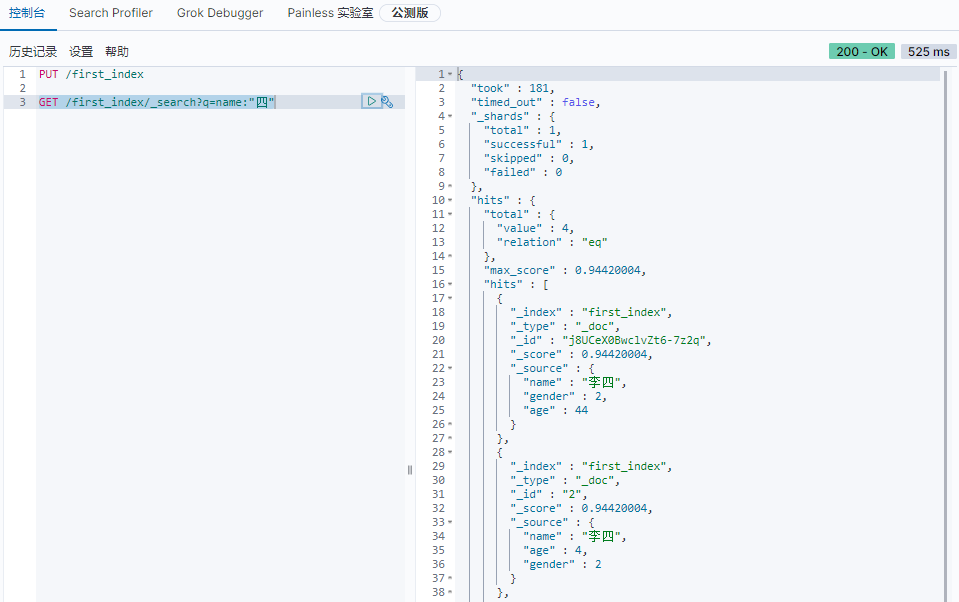 控制台 Search Profiler Grok Debugger Painless 实验室 公测版
历史记录 设置 帮助 200 - OK 525 ms
1 PUT /first_index
2
3 GET /first_index/_search?q=name:"四"
1 {
2 "took" : 181,
3 "timed_out" : false,
4 "_shards" : {
5 "total" : 1,
6 "successful" : 1,
7 "skipped" : 0,
8 "failed" : 0
9 },
10 "hits" : {
11 "total" : {
12 "value" : 4,
13 "relation" : "eq"
14 },
15 "max_score" : 0.94420004,
16 "hits" : [
17 {
18 "_index" : "first_index",
19 "_type" : "_doc",
20 "_id" : "j8UCeX0BwclvZt6-7z2q",
21 "_score" : 0.94420004,
22 "_source" : {
23 "name" : "李四",
24 "gender" : 2,
25 "age" : 44
26 }
27 },
28 {
29 "_index" : "first_index",
30 "_type" : "_doc",
31 "_id" : "2",
32 "_score" : 0.94420004,
33 "_source" : {
34 "name" : "李四",
35 "age" : 4,
36 "gender" : 2
37 }
38 },